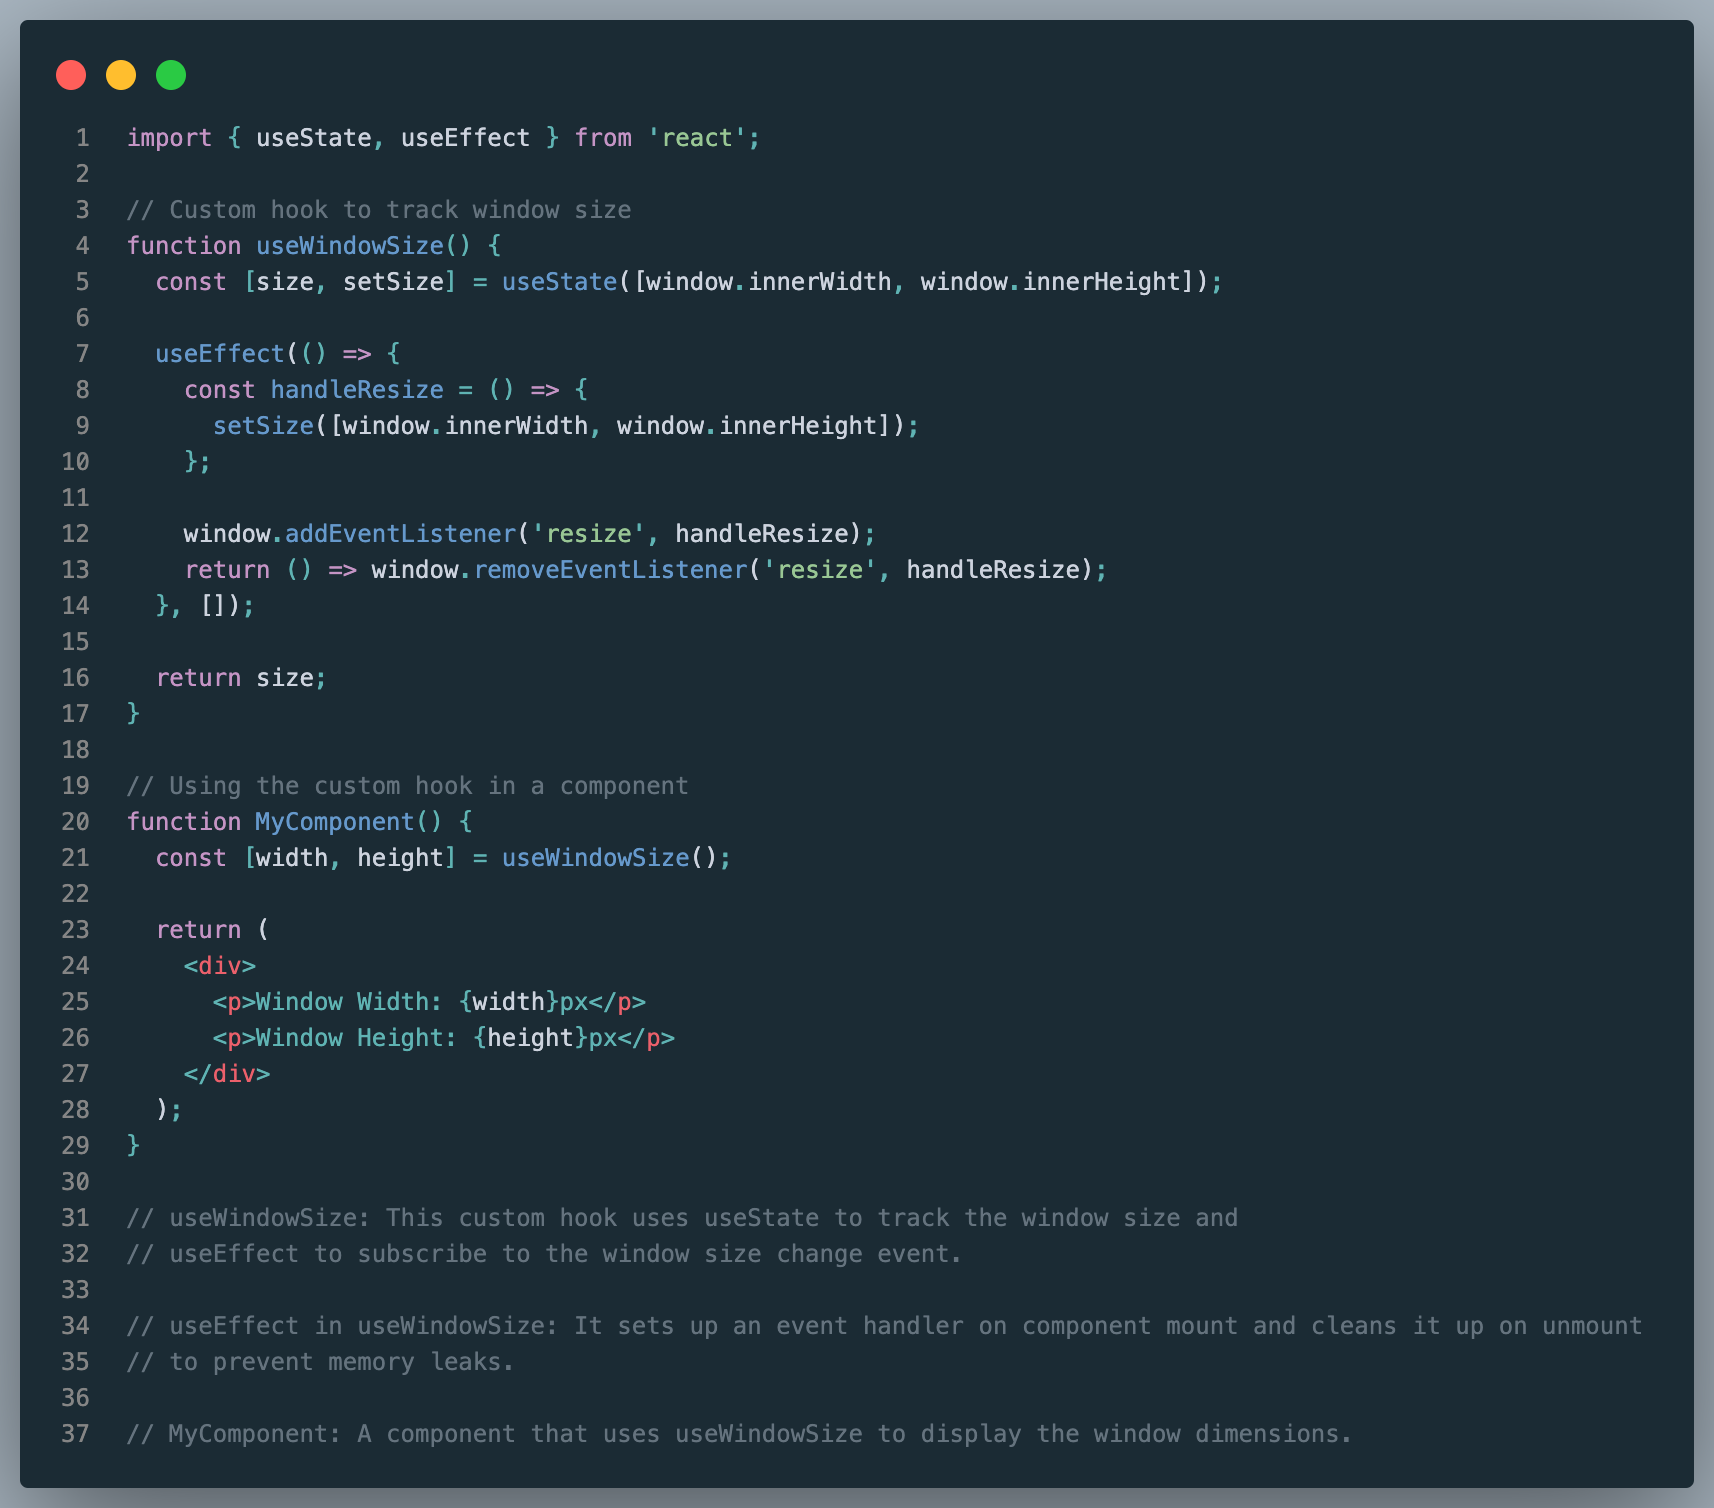 1 import { useState, useEffect } from 'react';
2
3 // Custom hook to track window size
4 function useWindowSize() {
5   const [size, setSize] = useState([window.innerWidth, window.innerHeight]);
6
7   useEffect(() => {
8     const handleResize = () => {
9       setSize([window.innerWidth, window.innerHeight]);
10     };
11
12     window.addEventListener('resize', handleResize);
13     return () => window.removeEventListener('resize', handleResize);
14   }, []);
15
16   return size;
17 }
18
19 // Using the custom hook in a component
20 function MyComponent() {
21   const [width, height] = useWindowSize();
22
23   return (
24     <div>
25       <p>Window Width: {width}px</p>
26       <p>Window Height: {height}px</p>
27     </div>
28   );
29 }
30
31 // useWindowSize: This custom hook uses useState to track the window size and
32 // useEffect to subscribe to the window size change event.
33
34 // useEffect in useWindowSize: It sets up an event handler on component mount and cleans it up on unmount
35 // to prevent memory leaks.
36
37 // MyComponent: A component that uses useWindowSize to display the window dimensions.